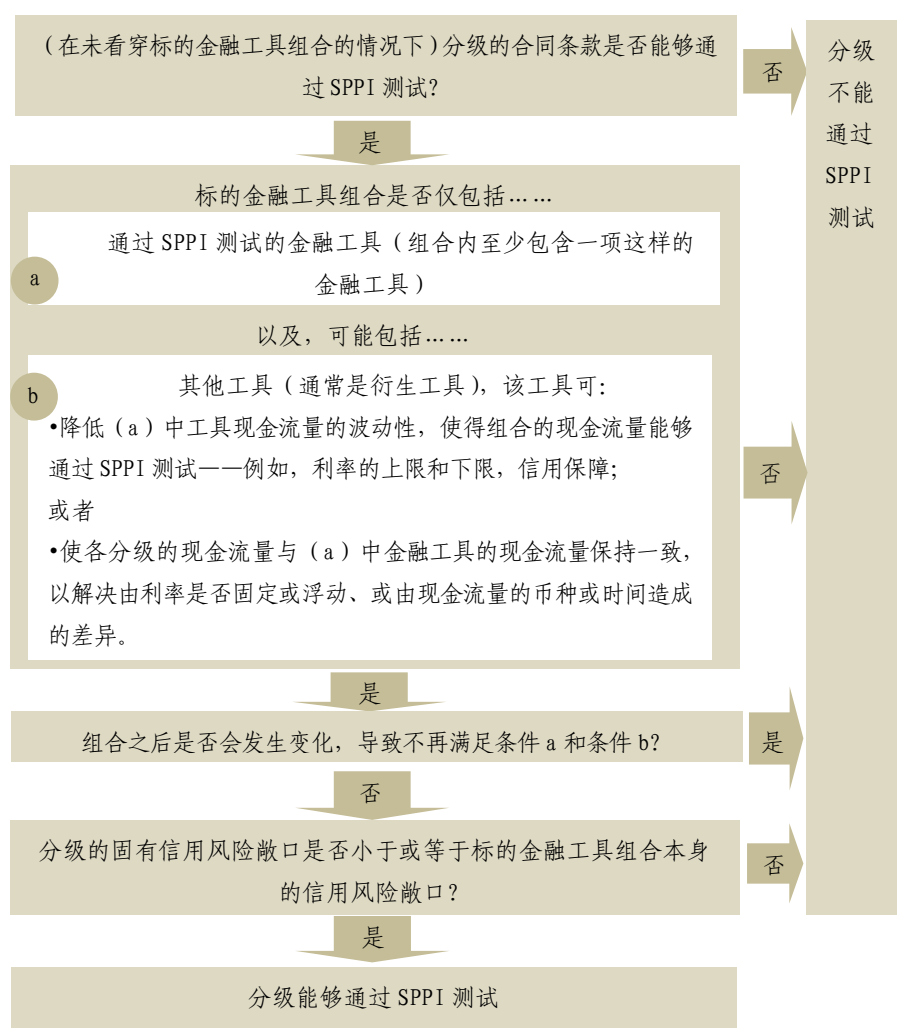 （在未看穿标的金融工具组合的情况下）分级的合同条款是否能够通
过 SPPI 测试？
否
分级
不能
通过
SPPI
测试
是
标的金融工具组合是否仅包括……
a
通过 SPPI 测试的金融工具（组合内至少包含一项这样的
金融工具）
以及，可能包括……
b
其他工具（通常是衍生工具），该工具可：
•降低（a）中工具现金流量的波动性，使得组合的现金流量能够
通过 SPPI 测试——例如，利率的上限和下限，信用保障；
或者
•使各分级的现金流量与（a）中金融工具的现金流量保持一致，
以解决由利率是否固定或浮动、或由现金流量的币种或时间造成
的差异。
否
是
组合之后是否会发生变化，导致不再满足条件 a 和条件 b？
是
否
分级的固有信用风险敞口是否小于或等于标的金融工具组合本身
的信用风险敞口？
否
是
分级能够通过 SPPI 测试